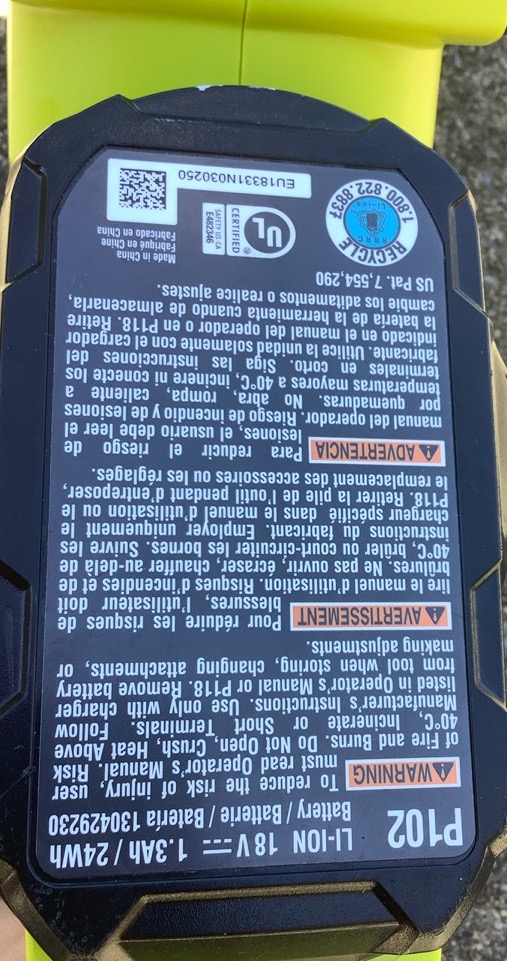 P102
LI-ION 18V ⎓ 1.3Ah / 24Wh
Battery / Batterie / Batería 130429230
WARNING To reduce the risk of injury, user
must read Operator's Manual. Risk
of Fire and Burns. Do Not Open, Crush, Heat Above
40°C, Incinerate or Short Terminals. Follow
Manufacturer's Instructions. Use only with charger
listed in Operator's Manual or P118. Remove battery
from tool when storing, changing attachments, or
making adjustments.
AVERTISSEMENT Pour réduire les risques de
blessures, l'utilisateur doit
lire le manuel d'utilisation. Risques d'incendies et de
brûlures. Ne pas ouvrir, écraser, chauffer au-delà de
40°C, brûler ou court-circuiter les bornes. Suivre les
instructions du fabricant. Employer uniquement le
chargeur spécifié dans le manuel d'utilisation ou le
P118. Retirer la pile de l'outil pendant d'entreposer,
le remplacement des accessoires ou les réglages.
ADVERTENCIA Para reducir el riesgo de
lesiones, el usuario debe leer el
manual del operador. Riesgo de incendio y de lesiones
por quemaduras. No abra, rompa, caliente a
temperaturas mayores a 40°C, incinere ni conecte los
terminales en corto. Siga las instrucciones del
fabricante. Utilice la unidad solamente con el cargador
indicado en el manual del operador o en P118. Retire
la batería de la herramienta cuando de almacenarla,
cambie los aditamentos o realice ajustes.
US Pat. 7,554,290
RECYCLE
RBRC
Li-ion
1.800.822.8837
UL
®
CERTIFIED
SAFETY US-CA
E482346
Made in China
Fabriqué en Chine
Fabricado en China
EU18331N030250